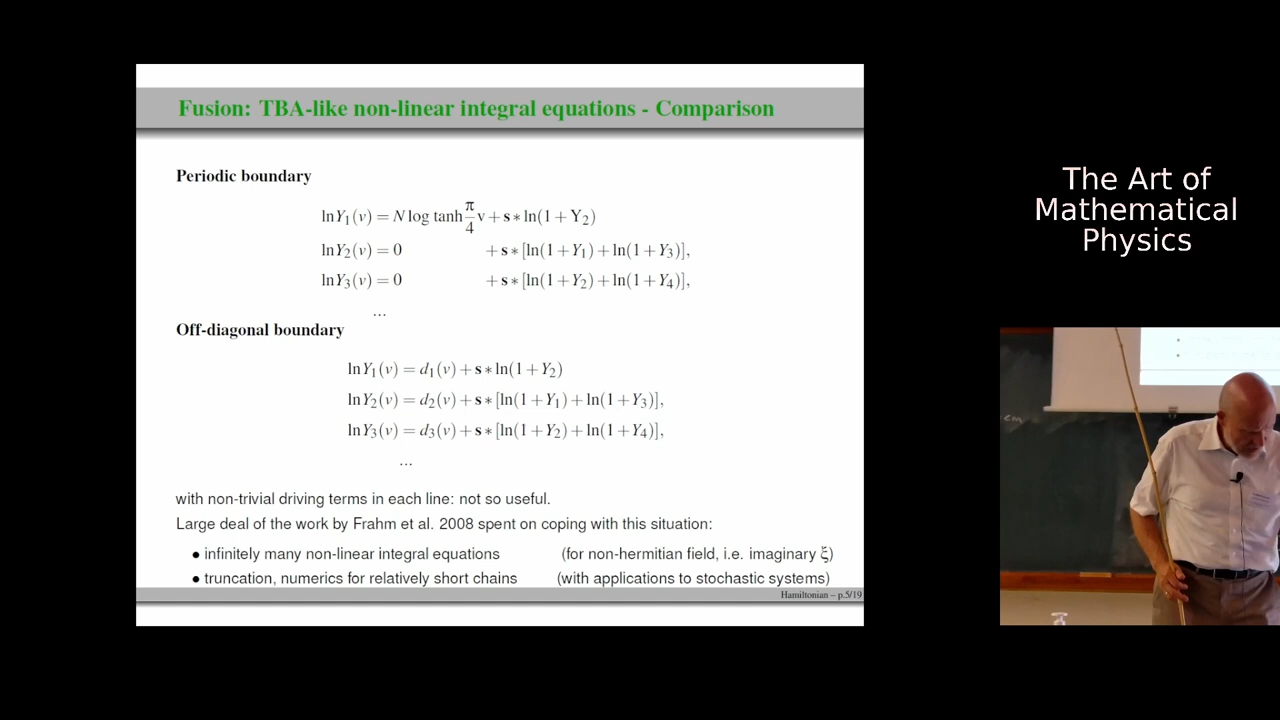 Fusion: TBA-like non-linear integral equations - Comparison
Periodic boundary
ln Y₁(v) = N log tanh π/4 v + s * ln(1 + Y₂)
ln Y₂(v) = 0 + s * [ln(1 + Y₁) + ln(1 + Y₃)],
ln Y₃(v) = 0 + s * [ln(1 + Y₂) + ln(1 + Y₄)],
...
Off-diagonal boundary
ln Y₁(v) = d₁(v) + s * ln(1 + Y₂)
ln Y₂(v) = d₂(v) + s * [ln(1 + Y₁) + ln(1 + Y₃)],
ln Y₃(v) = d₃(v) + s * [ln(1 + Y₂) + ln(1 + Y₄)],
...
with non-trivial driving terms in each line: not so useful.
Large deal of the work by Frahm et al. 2008 spent on coping with this situation:
● infinitely many non-linear integral equations (for non-hermitian field, i.e. imaginary ξ)
● truncation, numerics for relatively short chains (with applications to stochastic systems)
Hamiltonian – p.5/19
The Art of
Mathematical
Physics